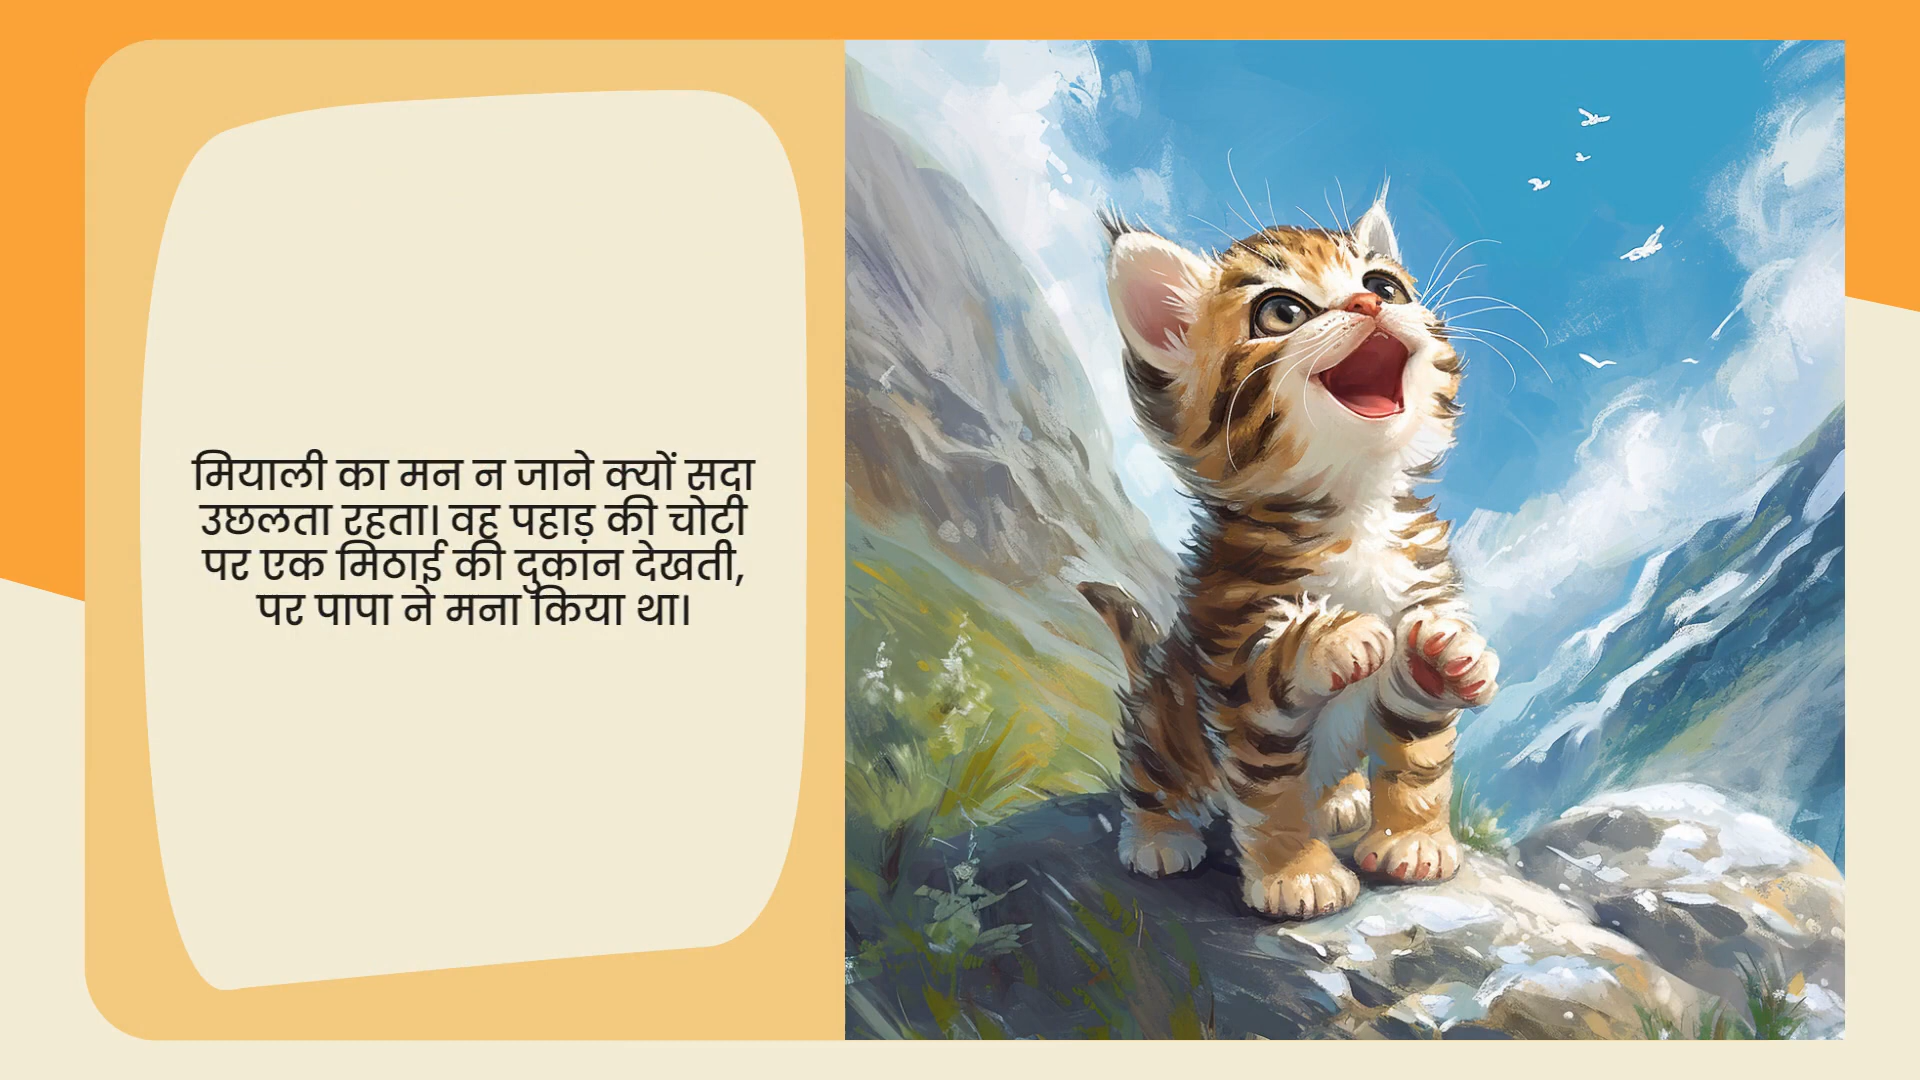 मियाली का मन न जाने क्यों सदा
उछलता रहता। वह पहाड़ की चोटी
पर एक मिठाई की दुकान देखती,
पर पापा ने मना किया था।